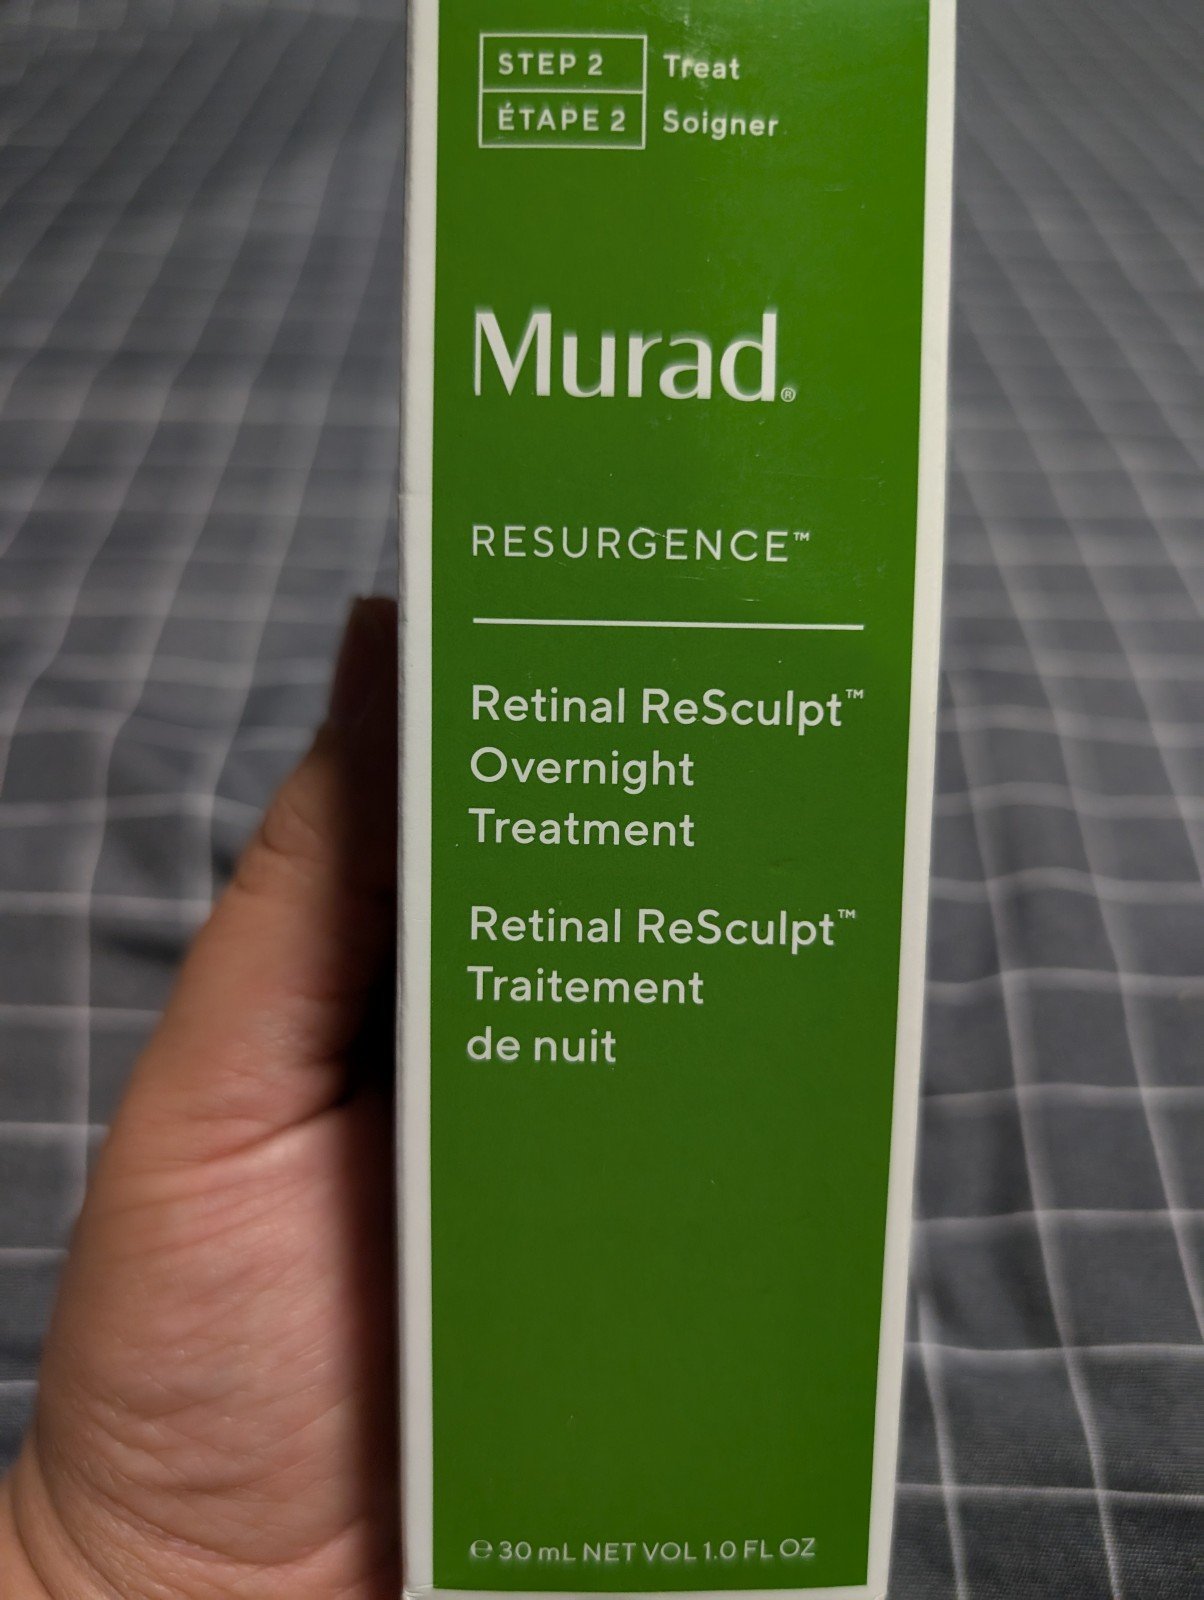 STEP 2 Treat
ÉTAPE 2 Soigner
Murad®
RESURGENCE™
Retinal ReSculpt™
Overnight
Treatment
Retinal ReSculpt™
Traitement
de nuit
℮ 30 mL NET VOL 1.0 FL OZ